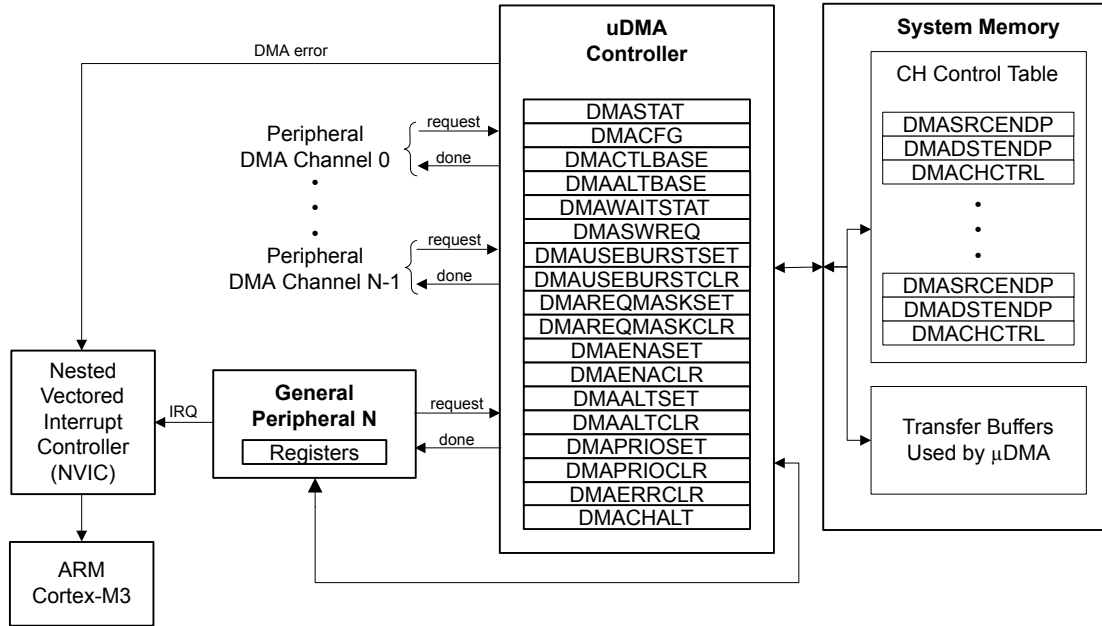 uDMA
Controller
System Memory
DMA error
CH Control Table
DMASTAT
DMACFG
DMACTLBASE
DMAALTBASE
DMAWAITSTAT
DMASWREQ
DMAUSEBURSTSET
DMAUSEBURSTCLR
DMAREQMASKSET
DMAREQMASKCLR
DMAENASET
DMAENACLR
DMAALTSET
DMAALTCLR
DMAPRIOSET
DMAPRIOCLR
DMAERRCLR
DMACHALT
request
Peripheral
DMA Channel 0
done
•
•
•
request
Peripheral
DMA Channel N-1
done
DMASRCENDP
DMADSTENDP
DMACHCTRL
•
•
•
DMASRCENDP
DMADSTENDP
DMACHCTRL
Transfer Buffers
Used by μDMA
Nested
Vectored
Interrupt
Controller
(NVIC)
IRQ
General
Peripheral N
Registers
request
done
ARM
Cortex-M3